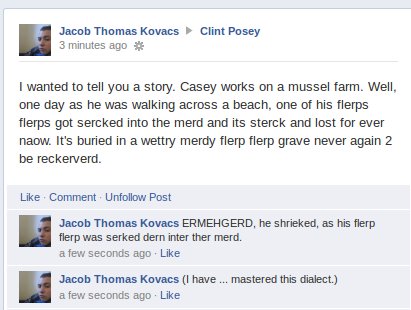 Jacob Thomas Kovacs ▶ Clint Posey
3 minutes ago
I wanted to tell you a story. Casey works on a mussel farm. Well,
one day as he was walking across a beach, one of his flerps
flerps got sercked into the merd and its sterck and lost for ever
naow. It's buried in a wettry merdy flerp flerp grave never again 2
be reckerverd.
Like · Comment · Unfollow Post
Jacob Thomas Kovacs ERMEHGERD, he shrieked, as his flerp
flerp was serked dern inter ther merd.
a few seconds ago · Like
Jacob Thomas Kovacs (I have ... mastered this dialect.)
a few seconds ago · Like